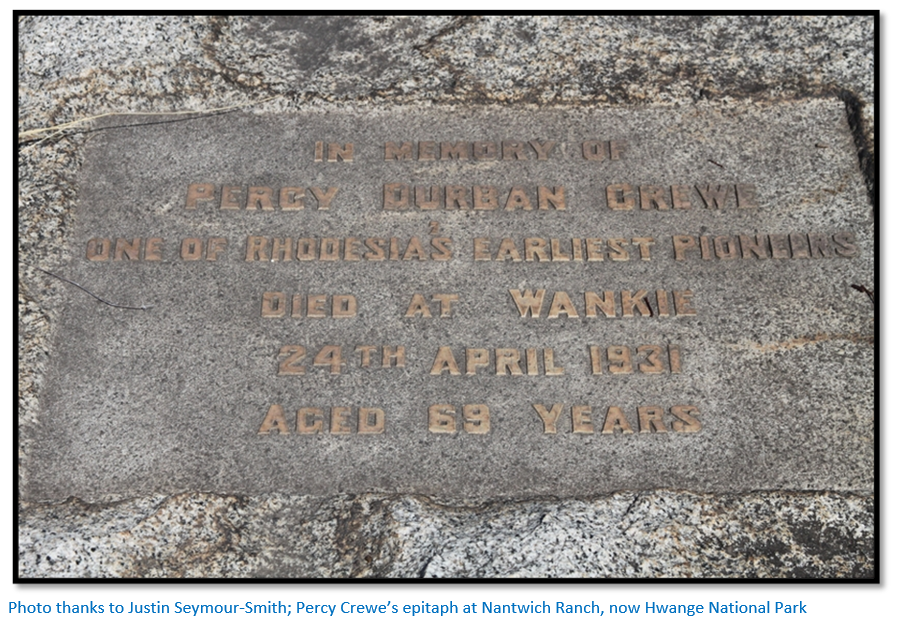 IN MEMORY OF
PERCY DURBAN CREWE
ONE OF RHODESIA'S EARLIEST PIONEERS
DIED AT WANKIE
24TH APRIL 1931
AGED 69 YEARS
Photo thanks to Justin Seymour-Smith; Percy Crewe's epitaph at Nantwich Ranch, now Hwange National Park